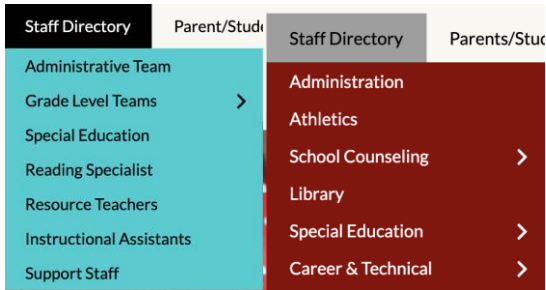 Staff Directory
Parent/Stude
Administrative Team
Grade Level Teams
Special Education
Reading Specialist
Resource Teachers
Instructional Assistants
Support Staff
Staff Directory
Parents/Stud
Administration
Athletics
School Counseling
Library
Special Education
Career & Technical